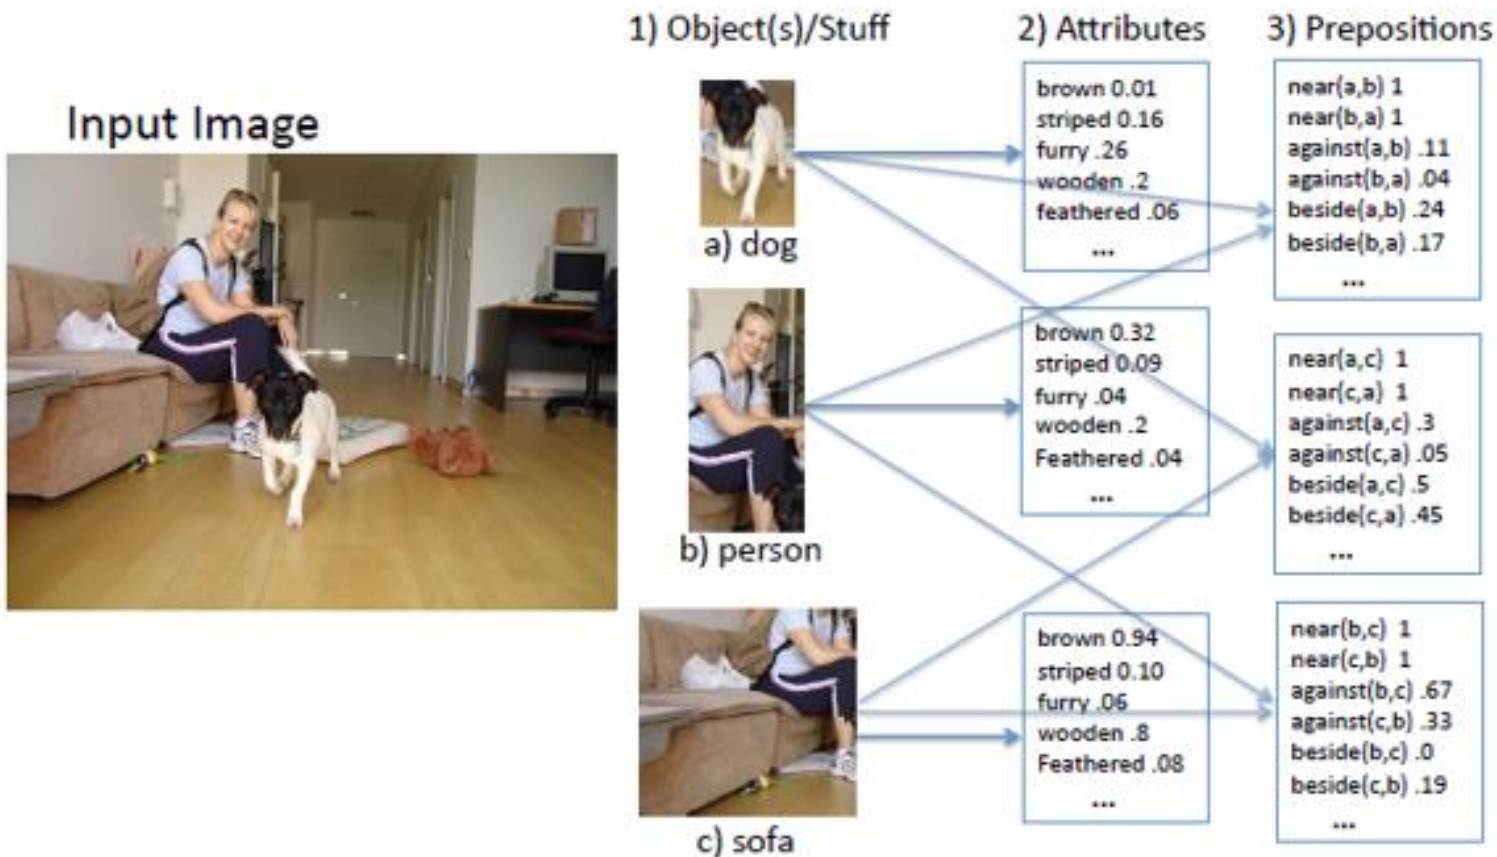 1) Object(s)/Stuff
2) Attributes
3) Prepositions
Input Image
a) dog
b) person
c) sofa
brown 0.01
striped 0.16
furry .26
wooden .2
feathered .06
...
brown 0.32
striped 0.09
furry .04
wooden .2
Feathered .04
...
brown 0.94
striped 0.10
furry .06
wooden .8
Feathered .08
...
near(a,b) 1
near(b,a) 1
against(a,b) .11
against(b,a) .04
beside(a,b) .24
beside(b,a) .17
...
near(a,c) 1
near(c,a) 1
against(a,c) .3
against(c,a) .05
beside(a,c) .5
beside(c,a) .45
...
near(b,c) 1
near(c,b) 1
against(b,c) .67
against(c,b) .33
beside(b,c) .0
beside(c,b) .19
...